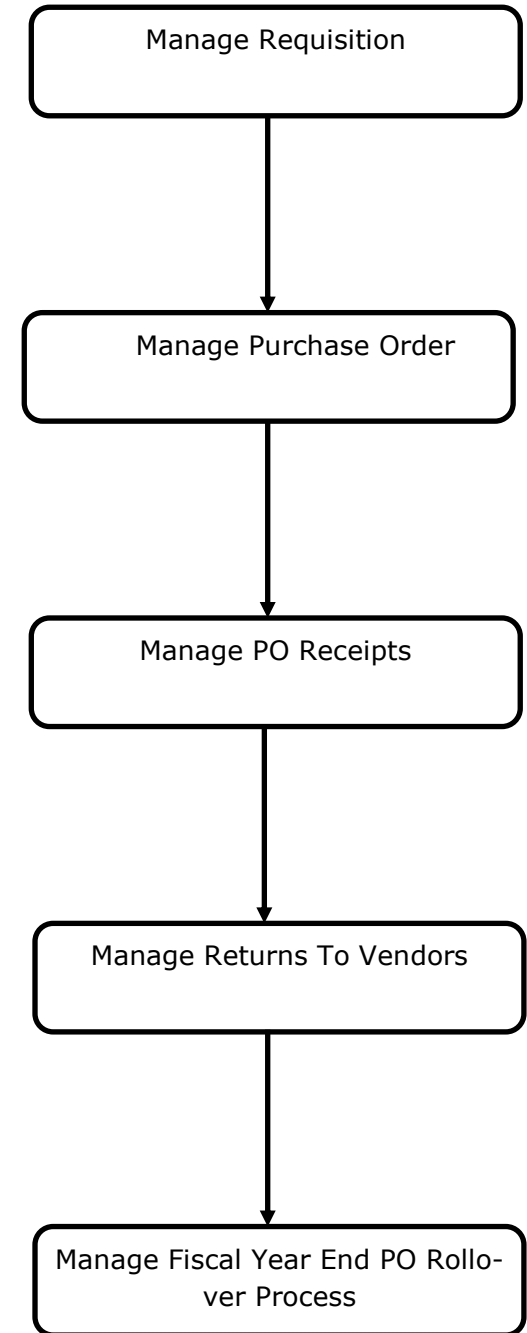 Manage Requisition
Manage Purchase Order
Manage PO Receipts
Manage Returns To Vendors
Manage Fiscal Year End PO Rollo-
ver Process